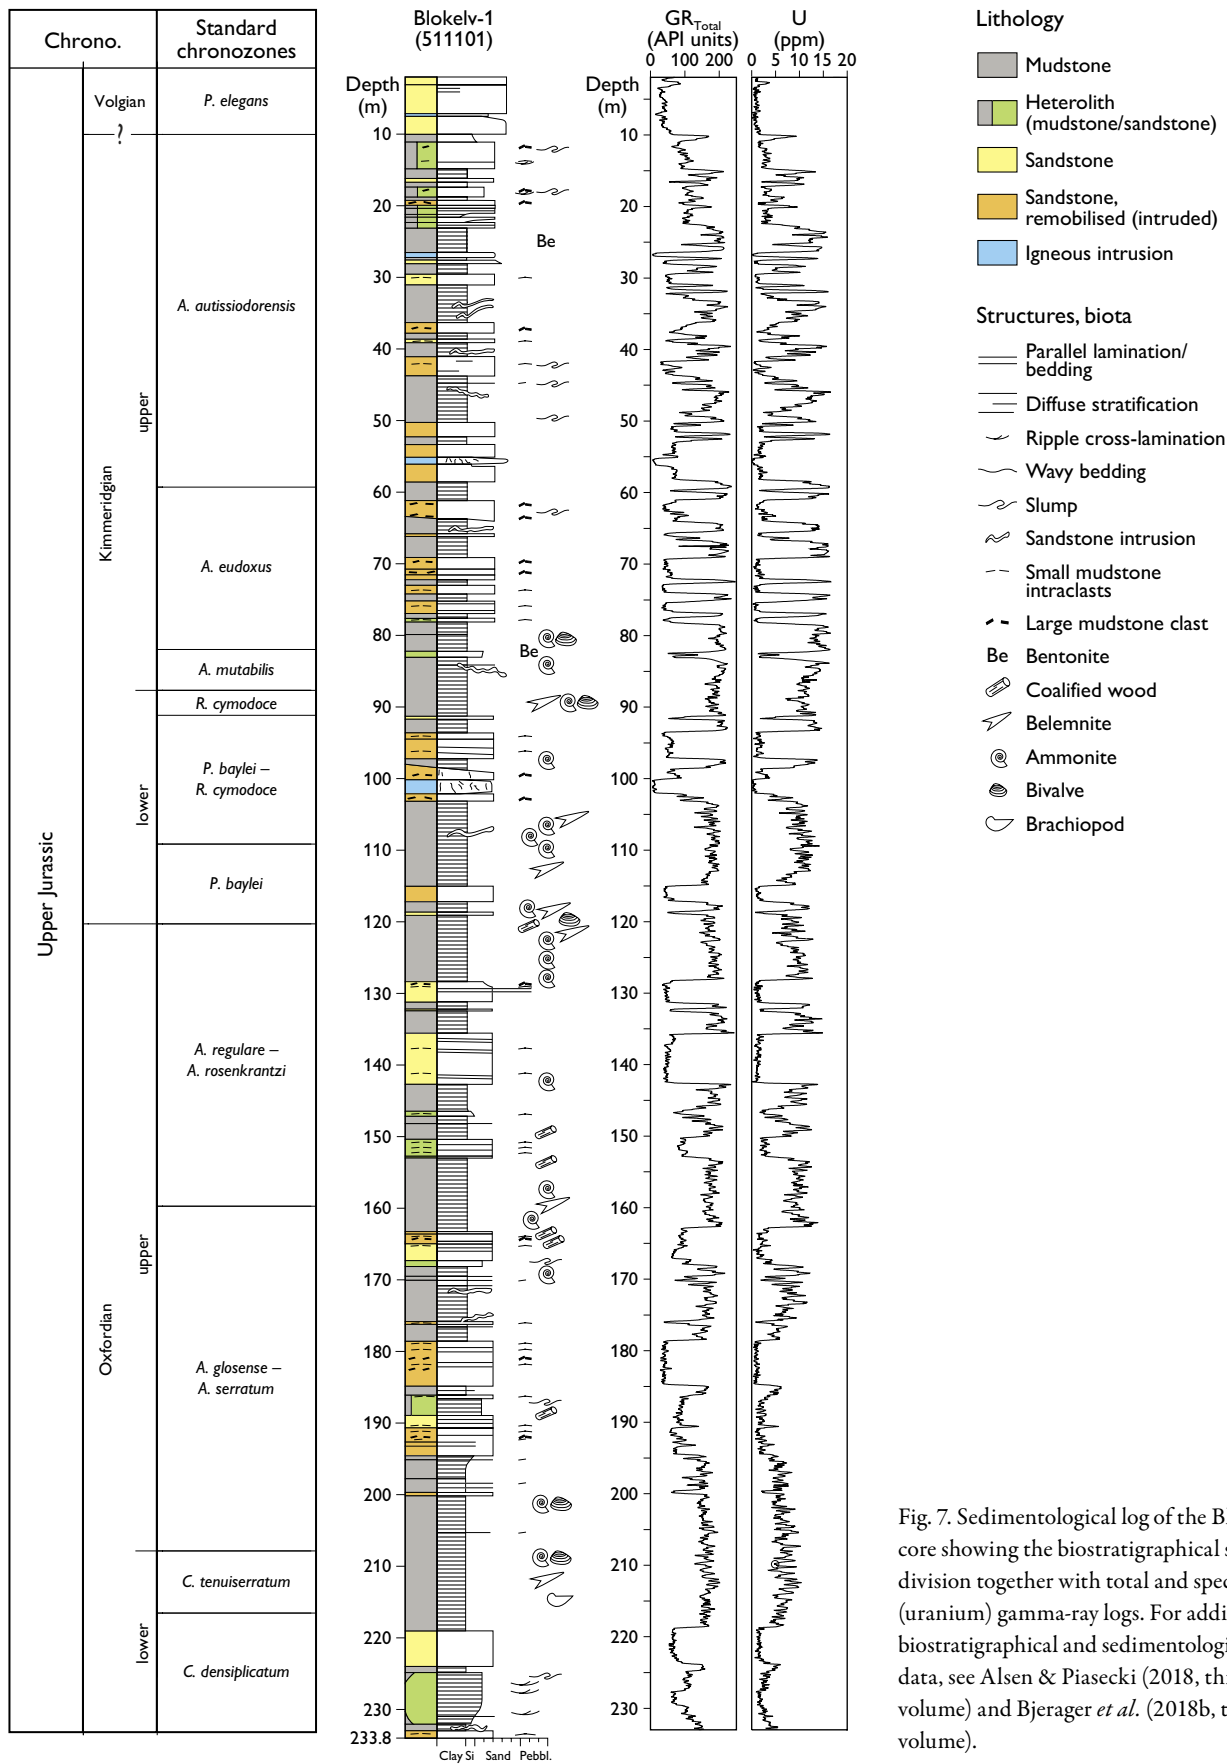 Chrono.
Standard
chronozones
Blokelv-1
(511101)
GR Total
(API units)
0 100 200
U
(ppm)
0 5 10 15 20
Depth
(m)
Depth
(m)
Upper Jurassic
Volgian
?
Kimmeridgian
upper
lower
Oxfordian
upper
lower
P. elegans
A. autissiodorensis
A. eudoxus
A. mutabilis
R. cymodoce
P. baylei –
R. cymodoce
P. baylei
A. regulare –
A. rosenkrantzi
A. glosense –
A. serratum
C. tenuiserratum
C. densiplicatum
10
20
30
40
50
60
70
80
90
100
110
120
130
140
150
160
170
180
190
200
210
220
230
233.8
Be
Be
Clay Si Sand Pebbl.
10
20
30
40
50
60
70
80
90
100
110
120
130
140
150
160
170
180
190
200
210
220
230
Lithology
Mudstone
Heterolith
(mudstone/sandstone)
Sandstone
Sandstone,
remobilised (intruded)
Igneous intrusion
Structures, biota
Parallel lamination/
bedding
Diffuse stratification
Ripple cross-lamination
Wavy bedding
Slump
Sandstone intrusion
Small mudstone
intraclasts
Large mudstone clast
Be Bentonite
Coalified wood
Belemnite
Ammonite
Bivalve
Brachiopod
Fig. 7. Sedimentological log of the
core showing the biostratigraphical
division together with total and
(uranium) gamma-ray logs. For
biostratigraphical and
data, see Alsen & Piasecki (2018,
volume) and Bjerager et al. (2018b,
volume).